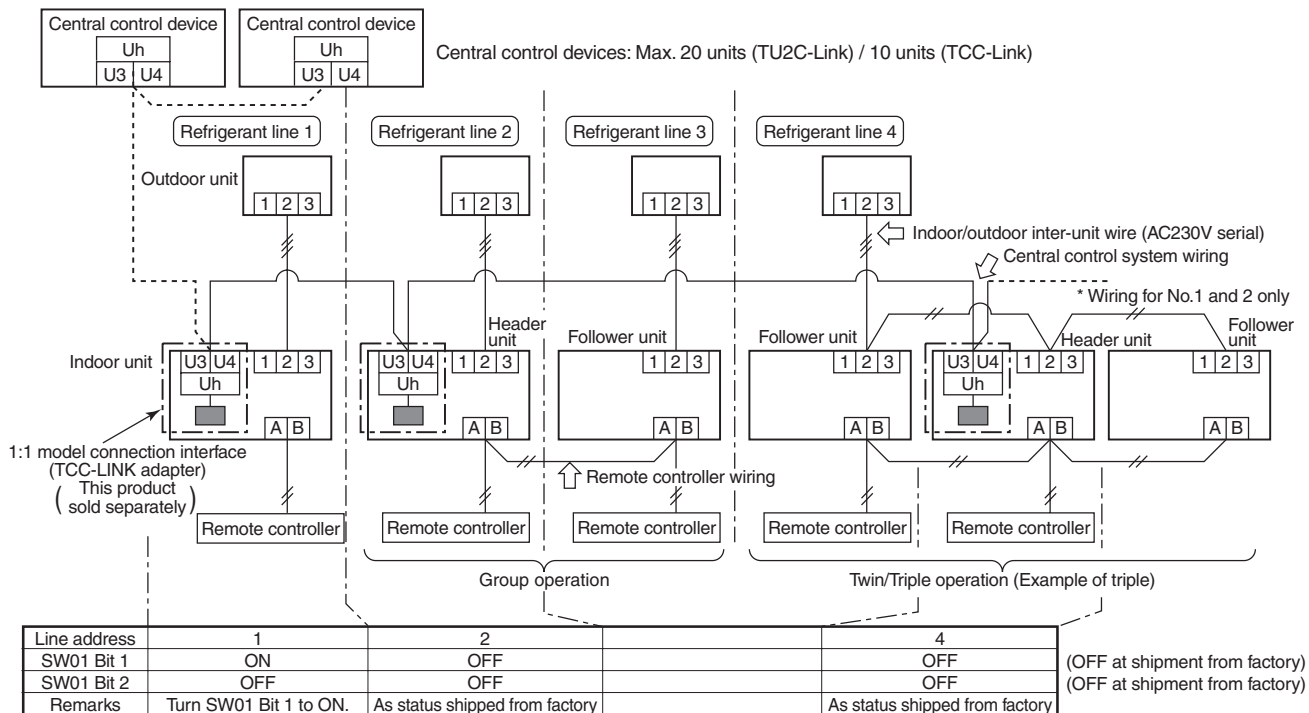 Central control device
Uh
U3 U4
Central control device
Uh
U3 U4
Central control devices: Max. 20 units (TU2C-Link) / 10 units (TCC-Link)
Refrigerant line 1
Refrigerant line 2
Refrigerant line 3
Refrigerant line 4
Outdoor unit
1 2 3
1 2 3
1 2 3
1 2 3
Indoor/outdoor inter-unit wire (AC230V serial)
Central control system wiring
* Wiring for No.1 and 2 only
Indoor unit
U3 U4
Uh
1 2 3
A B
Header
unit
U3 U4
Uh
1 2 3
A B
Follower unit
1 2 3
A B
Follower unit
1 2 3
A B
Header unit
U3 U4
Uh
1 2 3
A B
Follower
unit
1 2 3
A B
1:1 model connection interface
(TCC-LINK adapter)
( This product
sold separately )
Remote controller wiring
Remote controller
Remote controller
Remote controller
Remote controller
Remote controller
Group operation
Twin/Triple operation (Example of triple)
Line address 1 2 4
SW01 Bit 1 ON OFF OFF (OFF at shipment from factory)
SW01 Bit 2 OFF OFF OFF (OFF at shipment from factory)
Remarks Turn SW01 Bit 1 to ON. As status shipped from factory As status shipped from factory